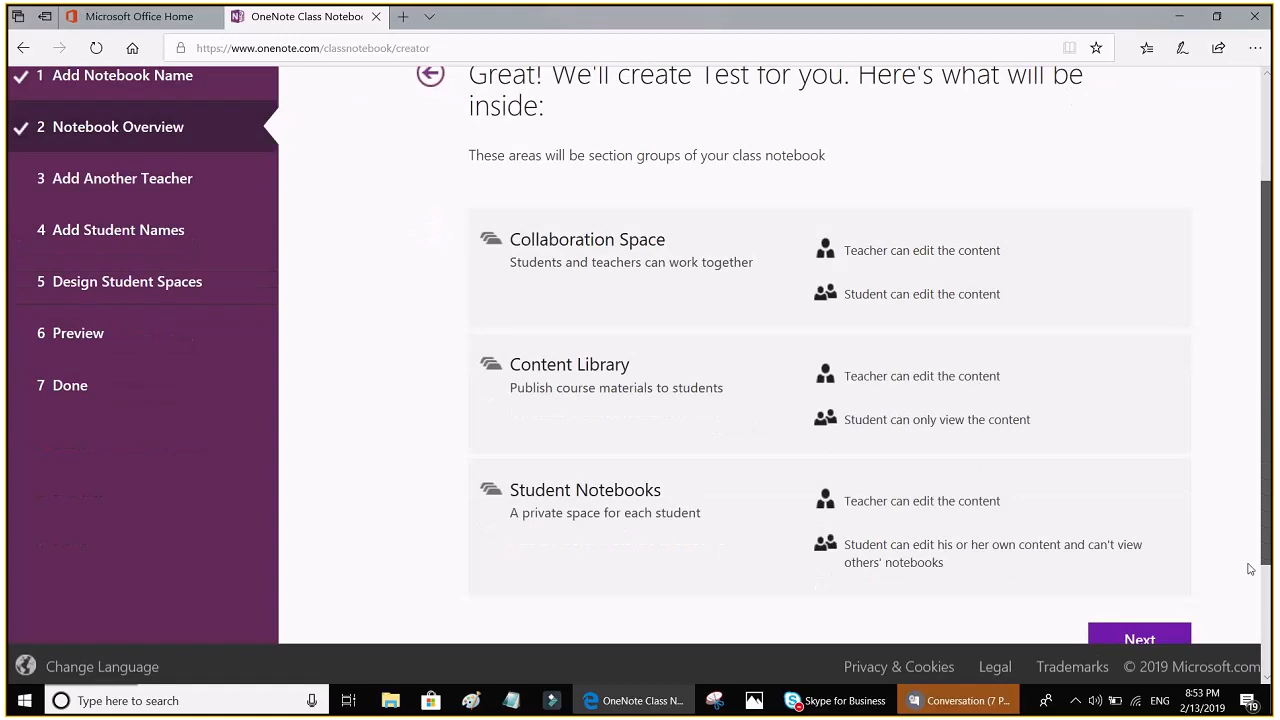 Microsoft Office Home
OneNote Class Noteboo
https://www.onenote.com/classnotebook/creator
1 Add Notebook Name
2 Notebook Overview
3 Add Another Teacher
4 Add Student Names
5 Design Student Spaces
6 Preview
7 Done
Great! We'll create Test for you. Here's what will be
inside:
These areas will be section groups of your class notebook
Collaboration Space
Students and teachers can work together
Teacher can edit the content
Student can edit the content
Content Library
Publish course materials to students
Teacher can edit the content
Student can only view the content
Student Notebooks
A private space for each student
Teacher can edit the content
Student can edit his or her own content and can't view
others' notebooks
Next
Change Language
Privacy & Cookies
Legal
Trademarks
© 2019 Microsoft.com
Type here to search
OneNote Class N...
Skype for Business
Conversation (7 P...
ENG
8:53 PM
2/13/2019
19